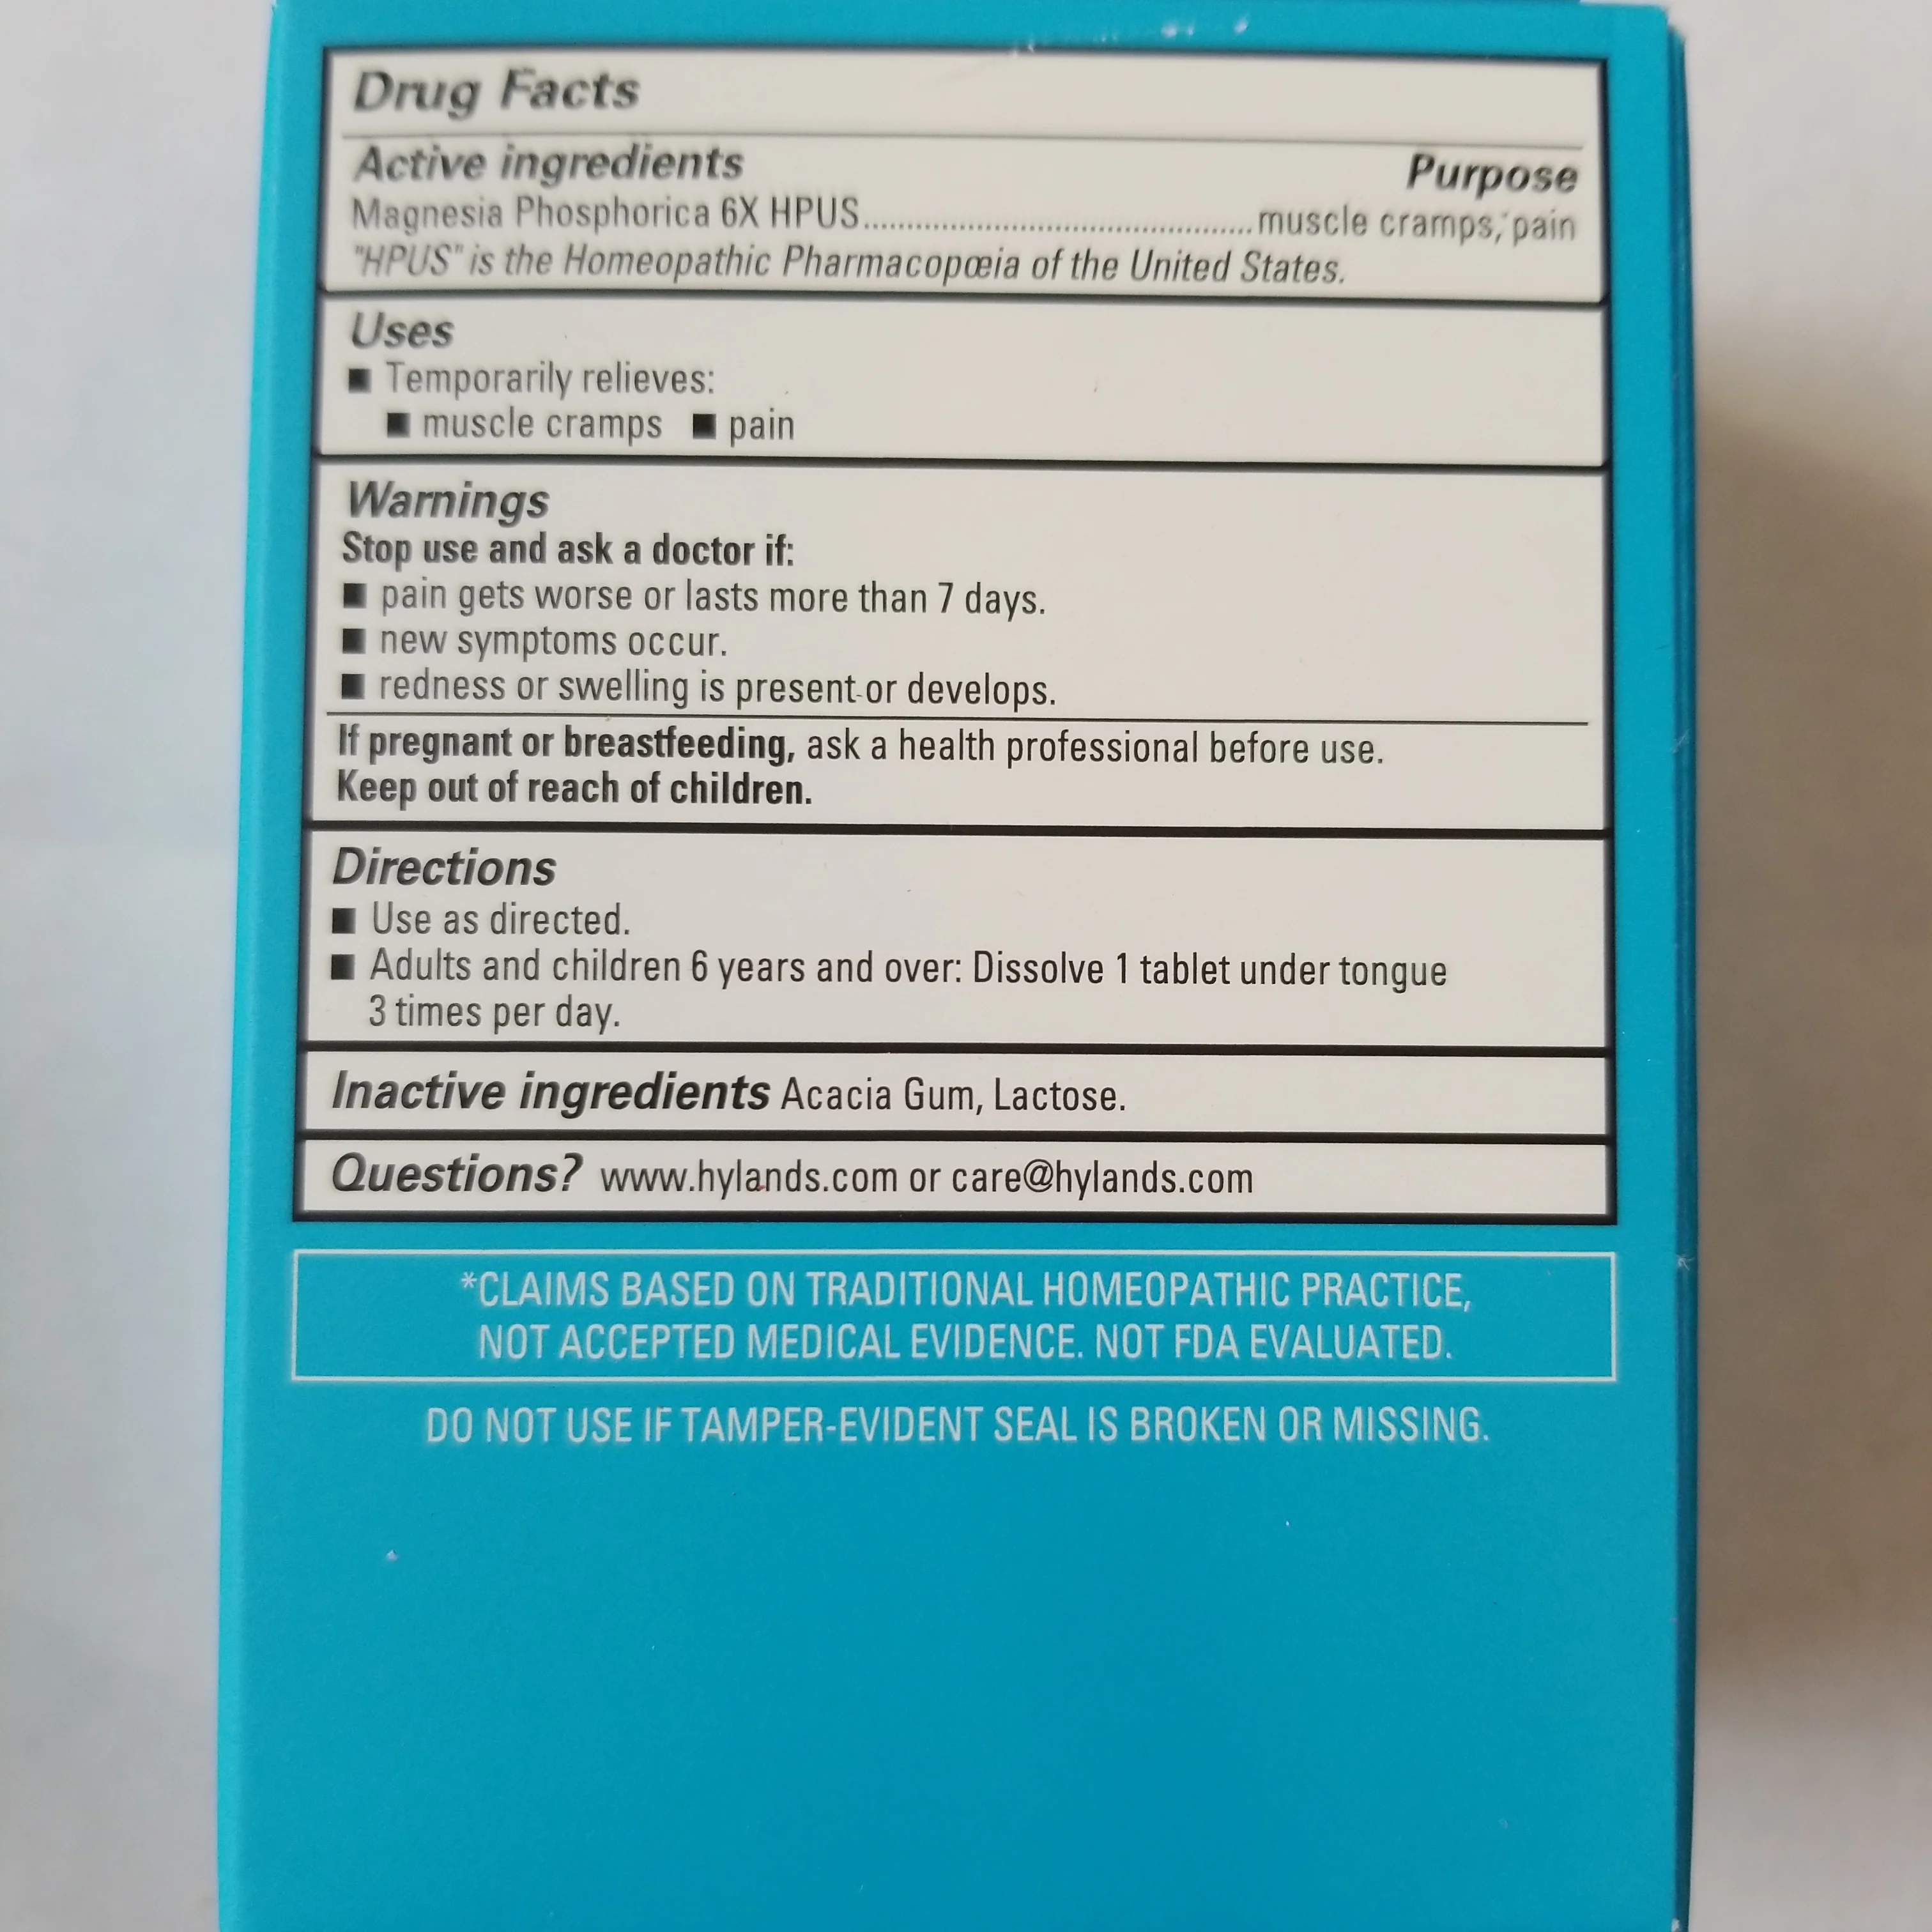 Drug Facts
Active ingredients Purpose
Magnesia Phosphorica 6X HPUS.............................................muscle cramps, pain
"HPUS" is the Homeopathic Pharmacopœia of the United States.
Uses
■ Temporarily relieves:
■ muscle cramps ■ pain
Warnings
Stop use and ask a doctor if:
■ pain gets worse or lasts more than 7 days.
■ new symptoms occur.
■ redness or swelling is present or develops.
If pregnant or breastfeeding, ask a health professional before use.
Keep out of reach of children.
Directions
■ Use as directed.
■ Adults and children 6 years and over: Dissolve 1 tablet under tongue
3 times per day.
Inactive ingredients Acacia Gum, Lactose.
Questions? www.hylands.com or care@hylands.com
*CLAIMS BASED ON TRADITIONAL HOMEOPATHIC PRACTICE,
NOT ACCEPTED MEDICAL EVIDENCE. NOT FDA EVALUATED.
DO NOT USE IF TAMPER-EVIDENT SEAL IS BROKEN OR MISSING.